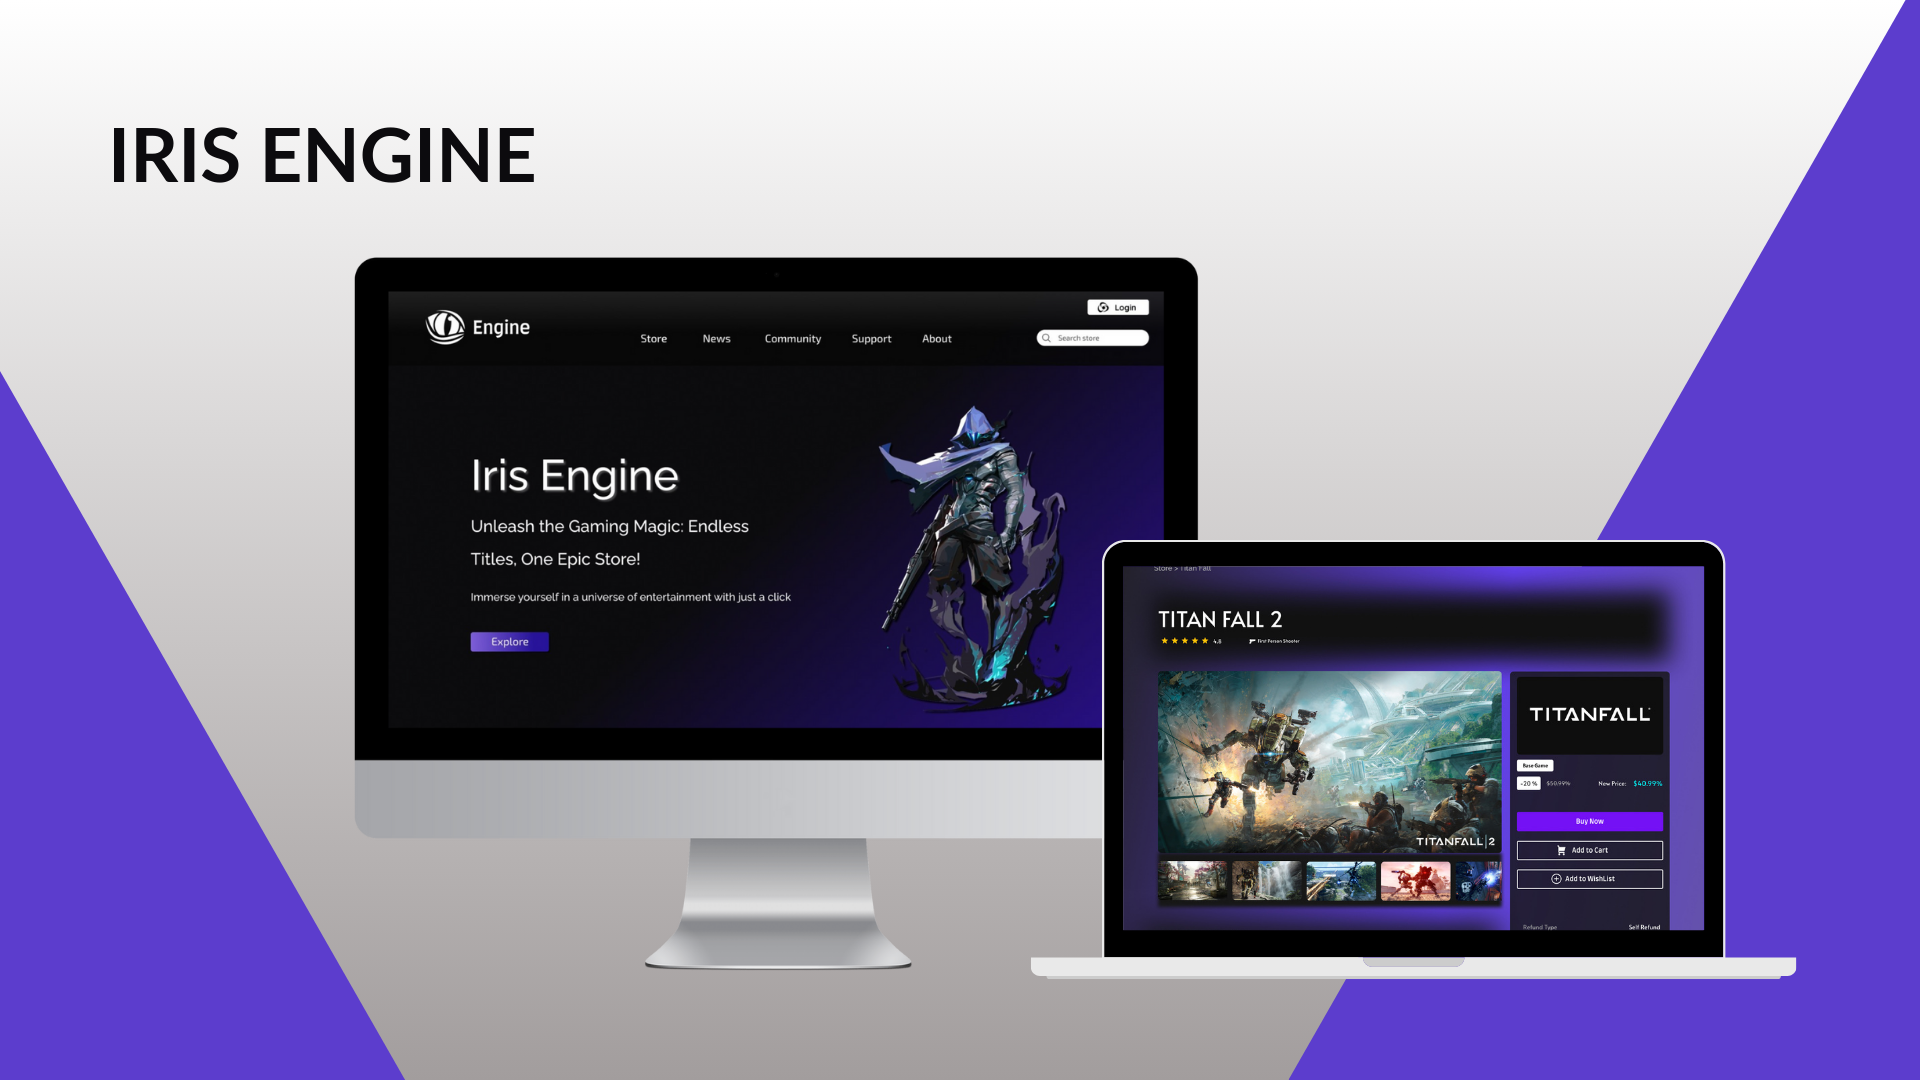 IRIS ENGINE
Engine
Login
Store
News
Community
Support
About
Search store
Iris Engine
Unleash the Gaming Magic: Endless
Titles, One Epic Store!
Immerse yourself in a universe of entertainment with just a click
Explore
Store > Titan Fall
TITAN FALL 2
4.8 First Person Shooter
TITANFALL 2
TITANFALL
Base Game
-20 % $50.99% New Price: $40.99%
Buy Now
Add to Cart
Add to WishList
Refund Type Self Refund